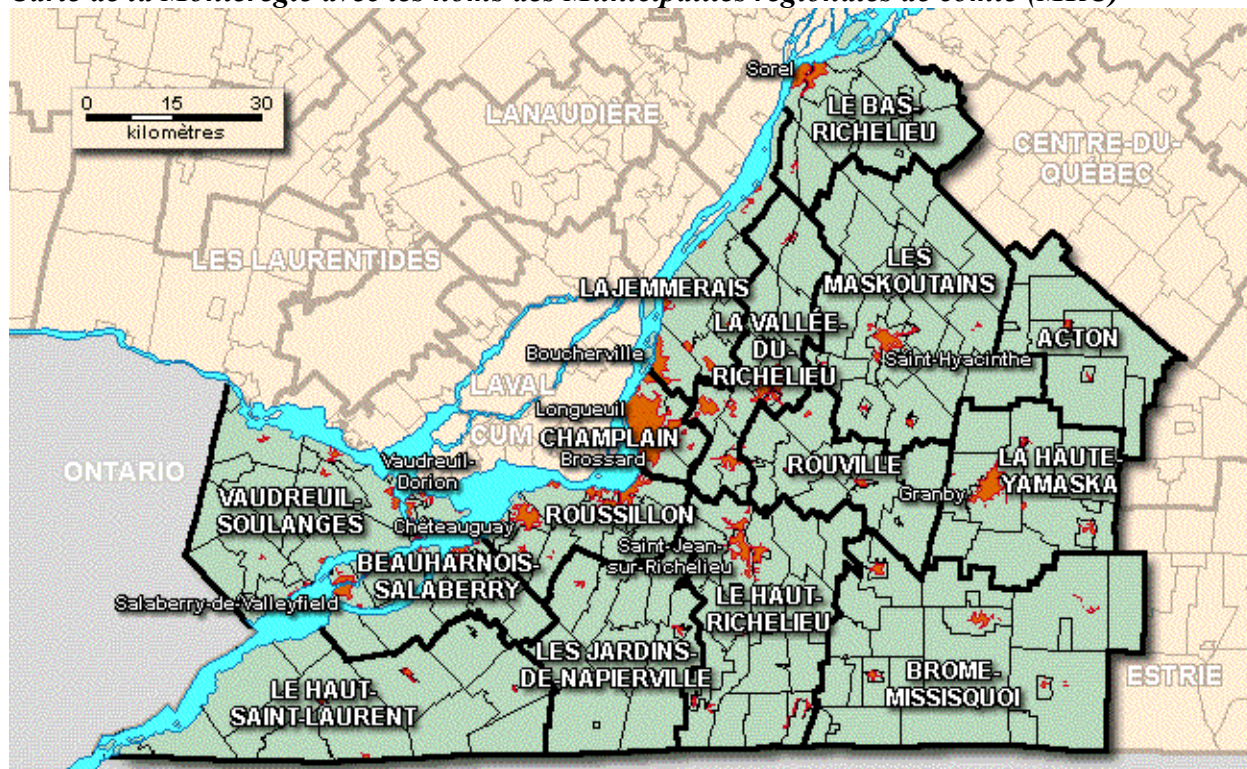 Carte de la Montérégie avec les noms des Municipalités régionales de comté (MRC)
0 15 30
kilomètres
Sorel
LE BAS-
RICHELIEU
LANAUDIÈRE
CENTRE-DU-
QUÉBEC
LES LAURENTIDES
LES
MASKOUTAINS
LAJEMMERAIS
LA VALLÉE-
DU-
RICHELIEU
ACTON
Boucherville
Saint-Hyacinthe
LAVAL
Longueuil
CUM
CHAMPLAIN
Brossard
ONTARIO
Vaudreuil-
Dorion
ROUVILLE
LA HAUTE-
YAMASKA
Granby
VAUDREUIL-
SOULANGES
Châteauguay
ROUSSILLON
Saint-Jean-
sur-Richelieu
BEAUHARNOIS-
SALABERRY
Salaberry-de-Valleyfield
LE HAUT-
RICHELIEU
LES JARDINS-
DE-NAPIERVILLE
BROME-
MISSISQUOI
ESTRIE
LE HAUT-
SAINT-LAURENT